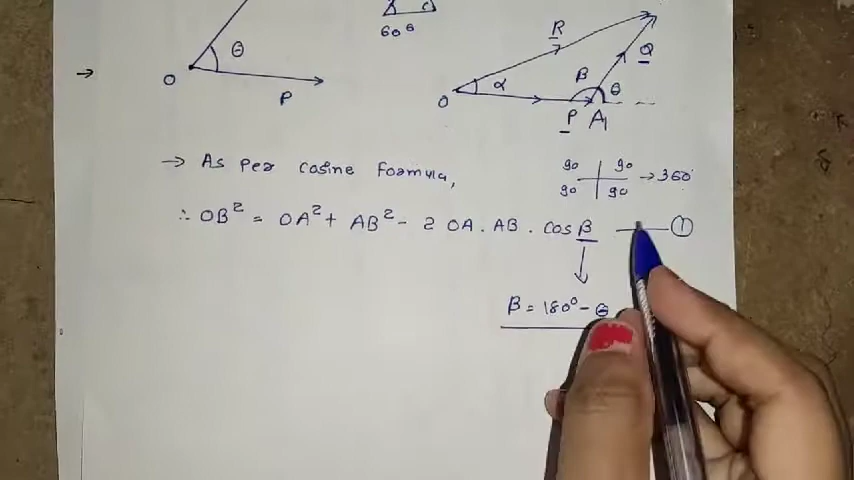 60°
θ
O
P
R
Q
α
β
θ
O
P
A
→ As Per cosine Formula,
90 90 → 360°
90 90
∴ OB² = OA² + AB² - 2 OA . AB . cos β —— ①
β = 180° - θ